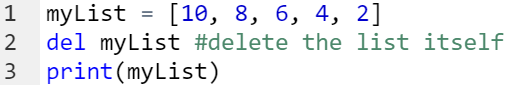 1 myList = [10, 8, 6, 4, 2]
2 del myList #delete the list itself
3 print(myList)